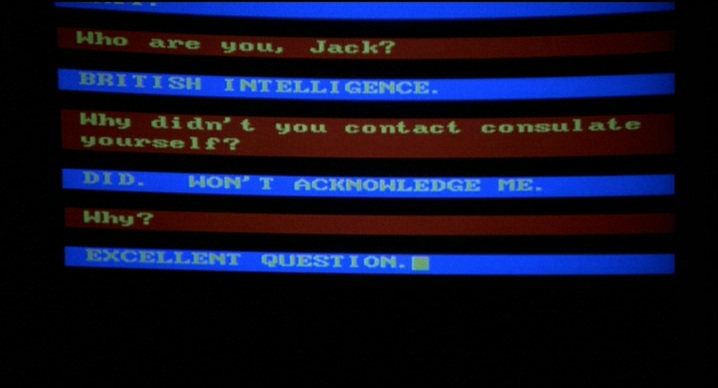 Who are you, Jack?
BRITISH INTELLIGENCE.
Why didn't you contact consulate
yourself?
DID. WON'T ACKNOWLEDGE ME.
Why?
EXCELLENT QUESTION.